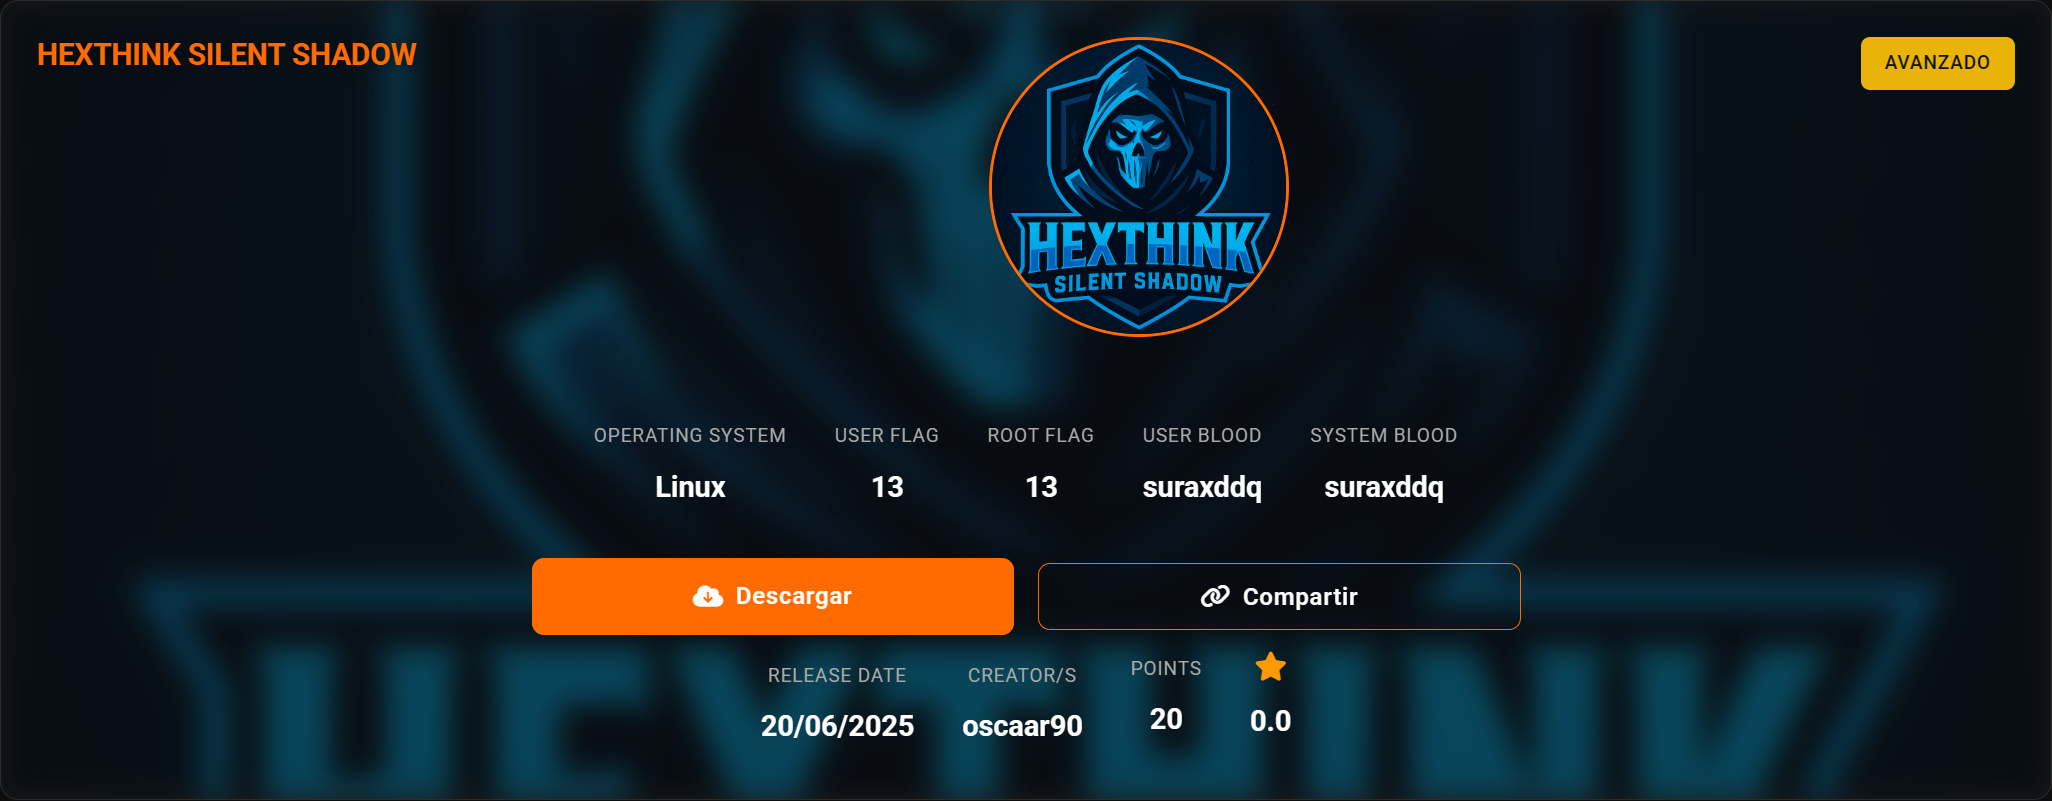 HEXTHINK SILENT SHADOW
AVANZADO
HEXTHINK
SILENT SHADOW
OPERATING SYSTEM USER FLAG ROOT FLAG USER BLOOD SYSTEM BLOOD
Linux 13 13 suraxddq suraxddq
Descargar Compartir
RELEASE DATE CREATOR/S POINTS
20/06/2025 oscaar90 20 0.0
HEXTHINK